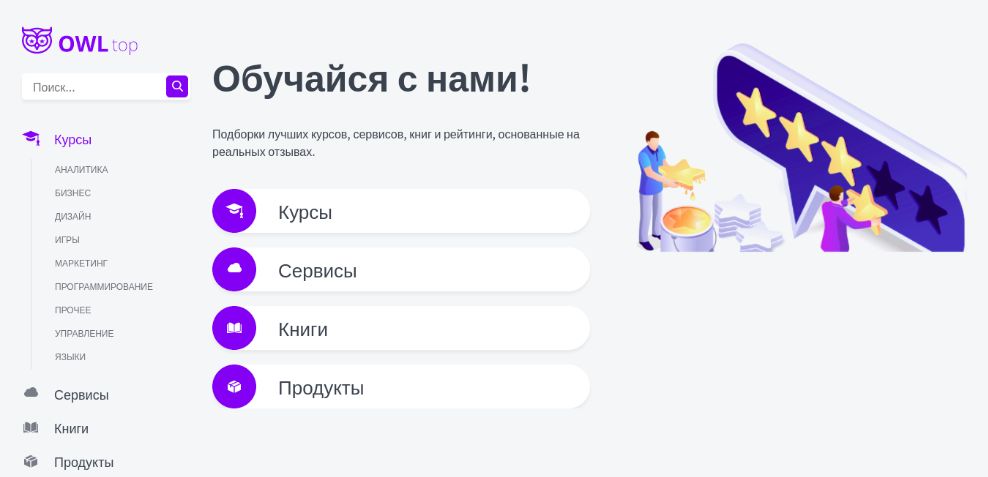 OWL top
Поиск...
Курсы
АНАЛИТИКА
БИЗНЕС
ДИЗАЙН
ИГРЫ
МАРКЕТИНГ
ПРОГРАММИРОВАНИЕ
ПРОЧЕЕ
УПРАВЛЕНИЕ
ЯЗЫКИ
Сервисы
Книги
Продукты
Обучайся с нами!
Подборки лучших курсов, сервисов, книг и рейтинги, основанные на
реальных отзывах.
Курсы
Сервисы
Книги
Продукты